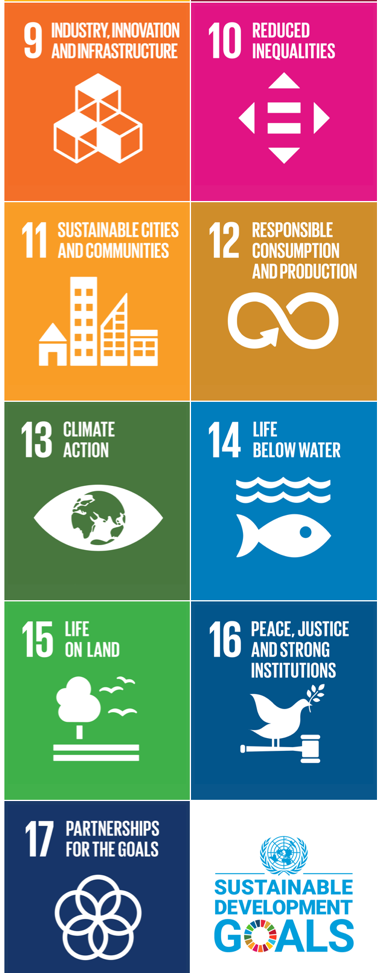 9 INDUSTRY, INNOVATION
AND INFRASTRUCTURE
10 REDUCED
INEQUALITIES
11 SUSTAINABLE CITIES
AND COMMUNITIES
12 RESPONSIBLE
CONSUMPTION
AND PRODUCTION
13 CLIMATE
ACTION
14 LIFE
BELOW WATER
15 LIFE
ON LAND
16 PEACE, JUSTICE
AND STRONG
INSTITUTIONS
17 PARTNERSHIPS
FOR THE GOALS
SUSTAINABLE
DEVELOPMENT
GOALS